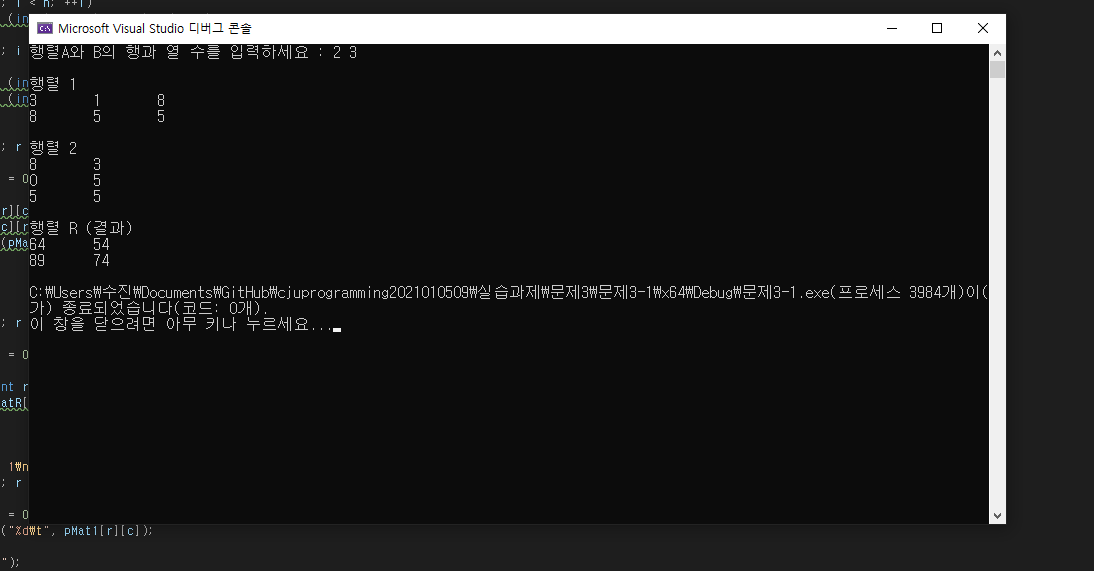 ; i < n; ++i)
(in
Microsoft Visual Studio 디버그 콘솔
; i
행렬A와 B의 행과 열 수를 입력하세요 : 2 3
(in
행렬 1
(in
3 1 8
8 5 5
; r
행렬 2
8 3
= 0
0 5
5 5
r][c
c][r
행렬 R (결과)
(pMa
64 54
89 74
C:\Users\수진\Documents\GitHub\cjuprogramming2021010509\실습과제\문제3\문제3-1\x64\Debug\문제3-1.exe(프로세스 3984개)이(
가) 종료되었습니다(코드: 0개).
; r
이 창을 닫으려면 아무 키나 누르세요...
= 0
nt r
atR[
1\n
; r
= 0
("%d\t", pMat1[r][c]);
");